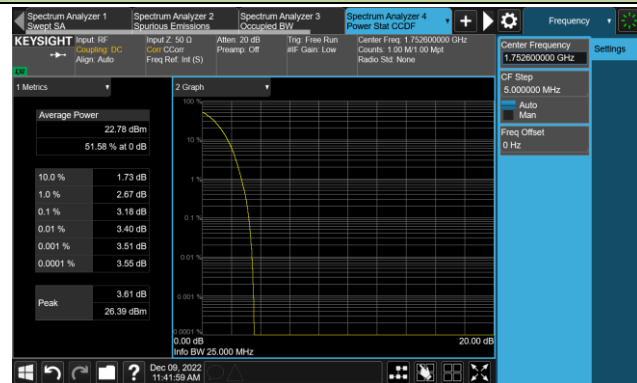 Spectrum Analyzer 1
Swept SA
Spectrum Analyzer 2
Spurious Emissions
Spectrum Analyzer 3
Occupied BW
Spectrum Analyzer 4
Power Stat CCDF
Frequency
KEYSIGHT
Input: RF
Coupling: DC
Align: Auto
Input Z: 50 Ω
Corr CCorr
Freq Ref: Int (S)
Atten: 20 dB
Preamp: Off
Trig: Free Run
#IF Gain: Low
Center Freq: 1.752600000 GHz
Counts: 1.00 M/1.00 Mpt
Radio Std: None
Center Frequency
1.752600000 GHz
Settings
CF Step
5.000000 MHz
Auto
Man
Freq Offset
0 Hz
1 Metrics
Average Power
22.78 dBm
51.58 % at 0 dB
10.0 % 1.73 dB
1.0 % 2.67 dB
0.1 % 3.18 dB
0.01 % 3.40 dB
0.001 % 3.51 dB
0.0001 % 3.55 dB
Peak
3.61 dB
26.39 dBm
2 Graph
100 %
10 %
1 %
0.1 %
0.01 %
0.001 %
0.0001 %
0.00 dB
20.00 dB
Info BW 25.000 MHz
Dec 09, 2022
11:41:59 AM